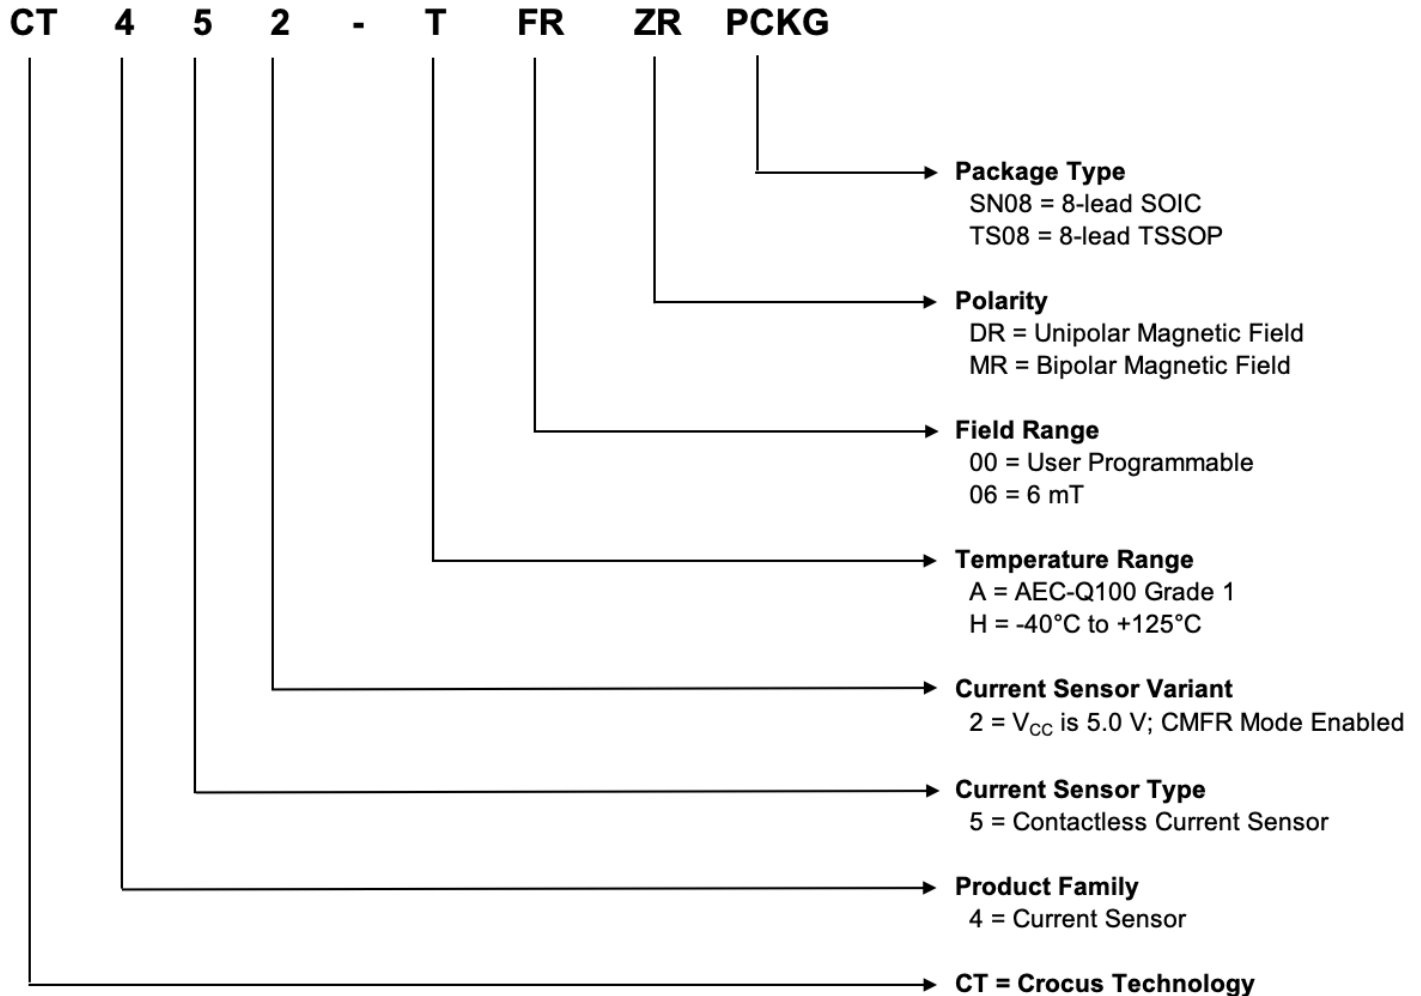 CT 4 5 2 - T FR ZR PCKG
Package Type
SN08 = 8-lead SOIC
TS08 = 8-lead TSSOP
Polarity
DR = Unipolar Magnetic Field
MR = Bipolar Magnetic Field
Field Range
00 = User Programmable
06 = 6 mT
Temperature Range
A = AEC-Q100 Grade 1
H = -40°C to +125°C
Current Sensor Variant
2 = VCC is 5.0 V; CMFR Mode Enabled
Current Sensor Type
5 = Contactless Current Sensor
Product Family
4 = Current Sensor
CT = Crocus Technology